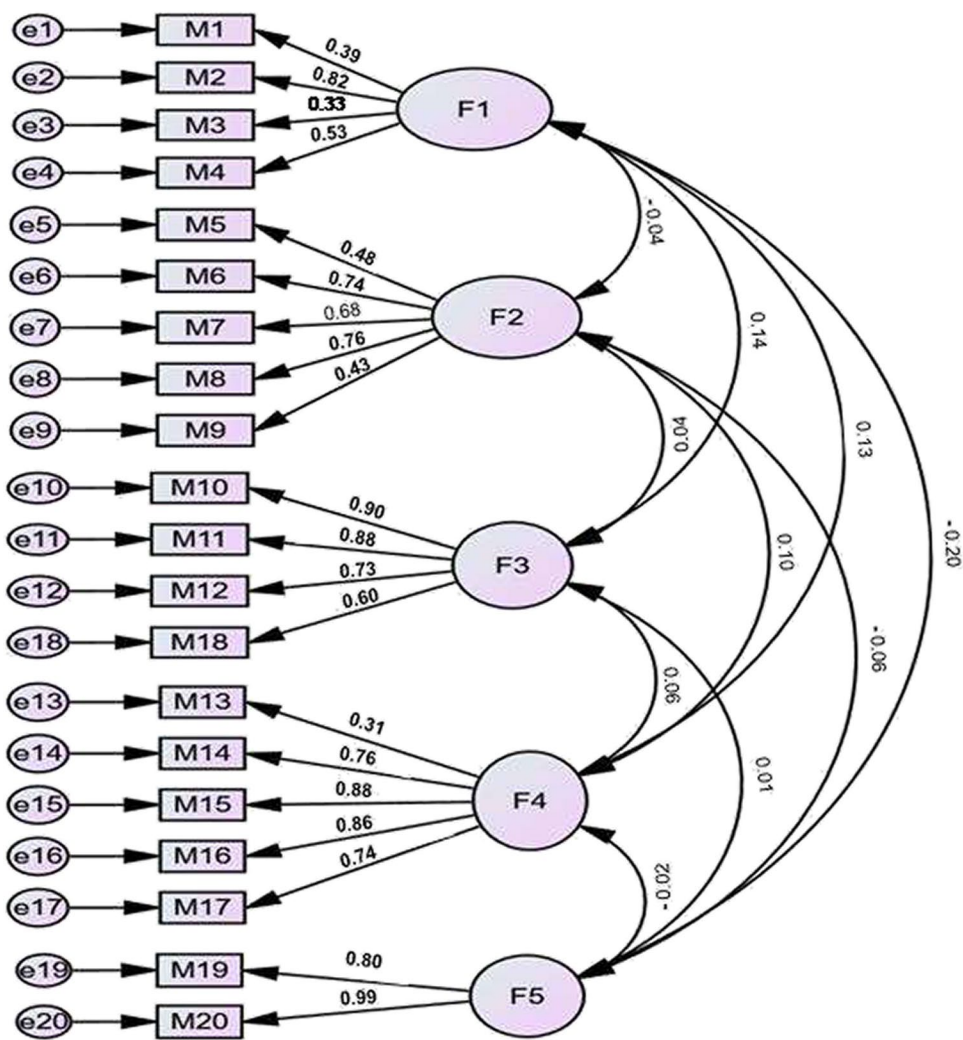 e1 M1 0.39
e2 M2 0.82 F1
e3 M3 0.33
e4 M4 0.53
-0.04
e5 M5 0.48
e6 M6 0.74
e7 M7 0.68 F2
e8 M8 0.76 0.14
e9 M9 0.43 0.04 0.13
e10 M10 0.90
e11 M11 0.88 0.10 -0.20
e12 M12 0.73 F3
e18 M18 0.60 -0.06
0.06
e13 M13 0.31
e14 M14 0.76 0.01
e15 M15 0.88 F4
e16 M16 0.86
e17 M17 0.74 -0.02
e19 M19 0.80
e20 M20 0.99 F5